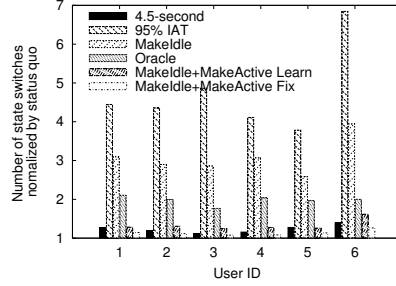 Number of state switches
nomalized by status quo
7
6
5
4
3
2
1
4.5-second
95% IAT
MakeIdle
Oracle
MakeIdle+MakeActive Learn
MakeIdle+MakeActive Fix
1 2 3 4 5 6
User ID